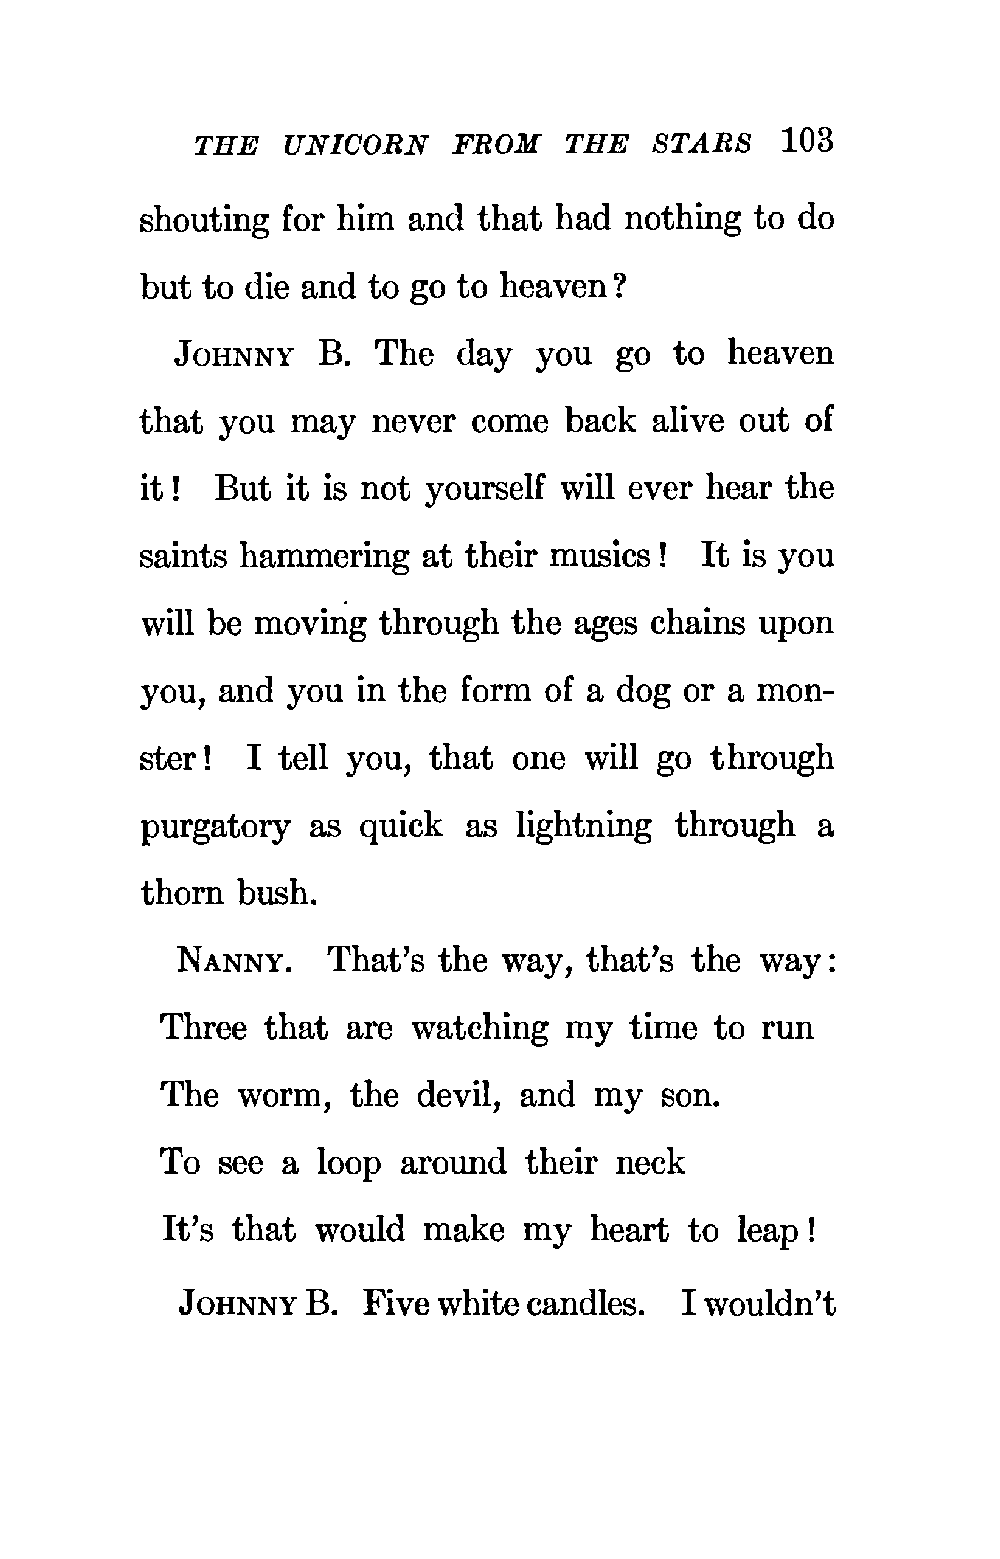 THE UNICORN FROM THE STARS 103
shouting for him and that had nothing to do
but to die and to go to heaven?
JOHNNY B. The day you go to heaven
that you may never come back alive out of
it! But it is not yourself will ever hear the
saints hammering at their musics! It is you
will be moving through the ages chains upon
you, and you in the form of a dog or a mon-
ster! I tell you, that one will go through
purgatory as quick as lightning through a
thorn bush.
NANNY. That's the way, that's the way:
Three that are watching my time to run
The worm, the devil, and my son.
To see a loop around their neck
It's that would make my heart to leap!
JOHNNY B. Five white candles. I wouldn't